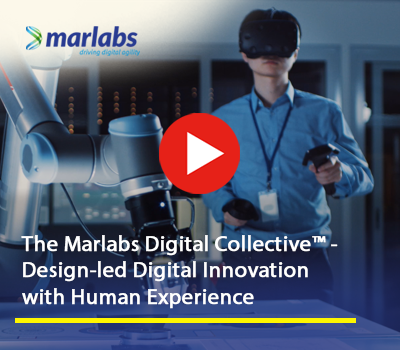 marlabs
driving digital agility
The Marlabs Digital Collective™ -
Design-led Digital Innovation
with Human Experience